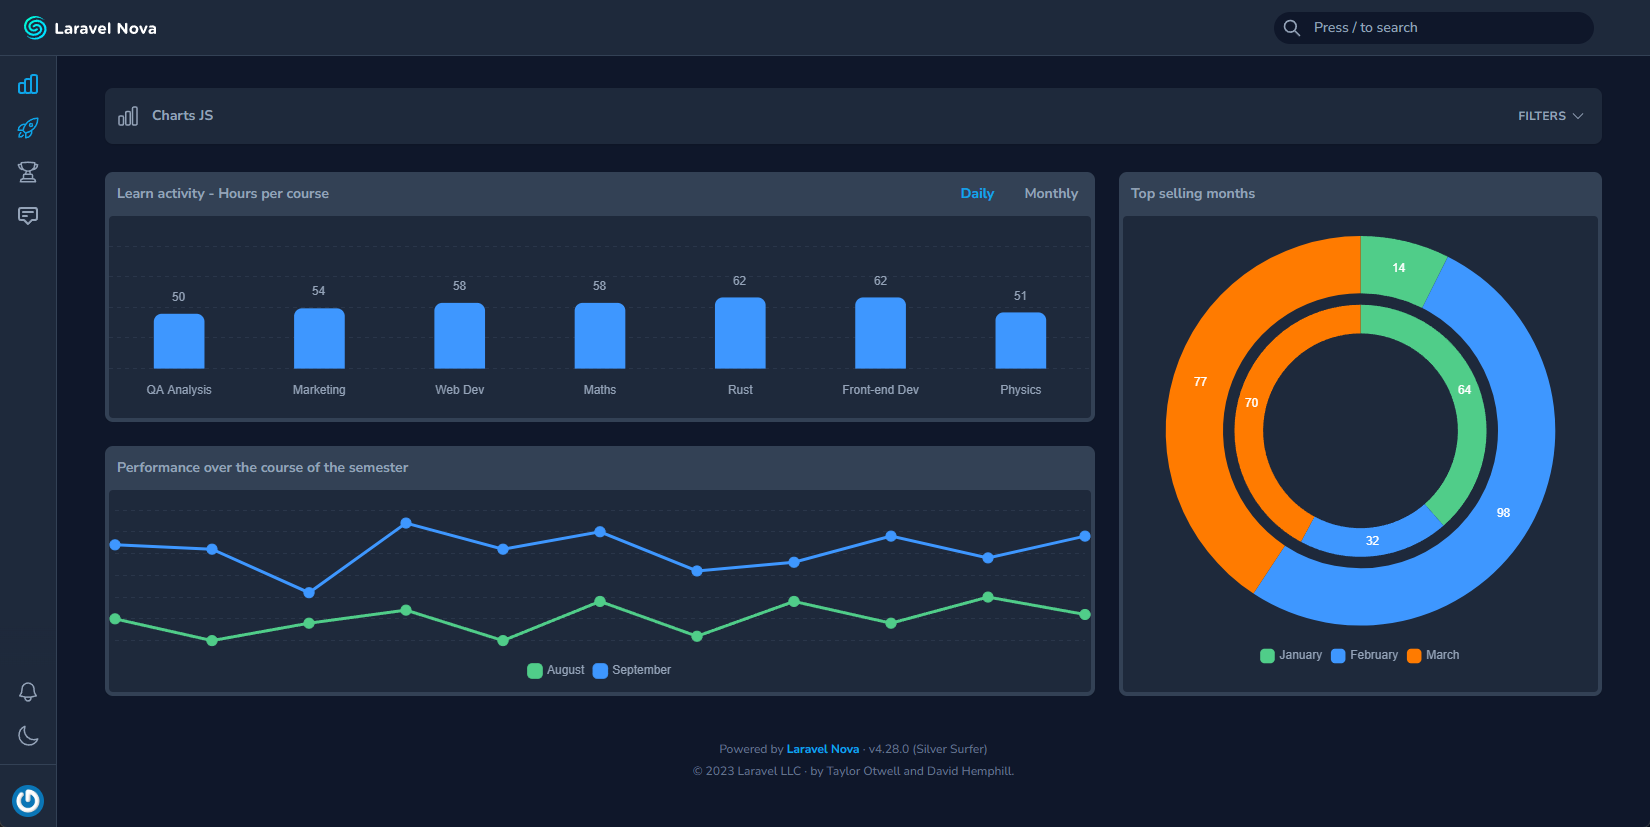 Laravel Nova
Press / to search
Charts JS
FILTERS
Learn activity - Hours per course
Daily
Monthly
50
54
58
58
62
62
51
QA Analysis
Marketing
Web Dev
Maths
Rust
Front-end Dev
Physics
Performance over the course of the semester
August
September
Top selling months
14
77
64
70
98
32
January
February
March
Powered by Laravel Nova · v4.28.0 (Silver Surfer)
© 2023 Laravel LLC · by Taylor Otwell and David Hemphill.